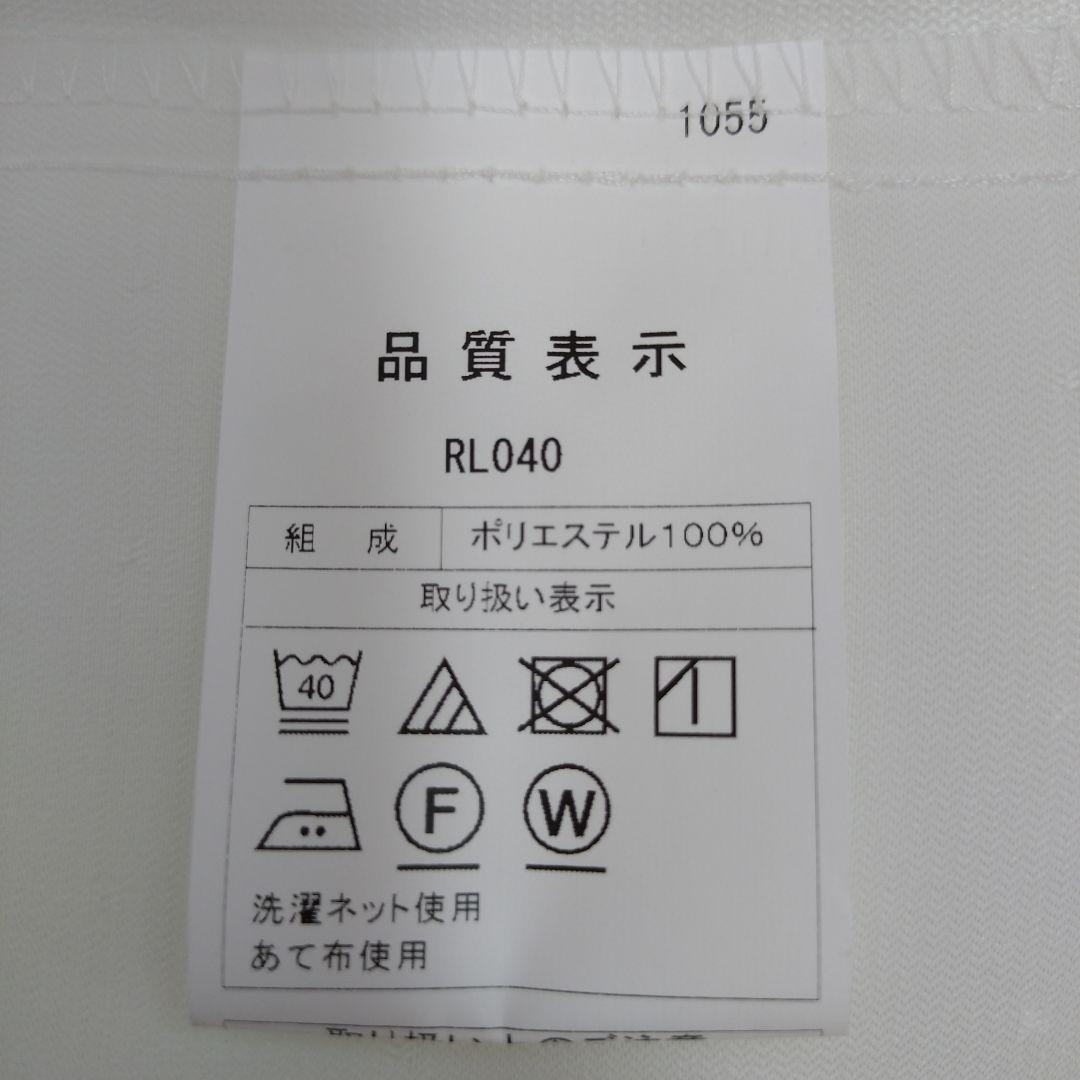 1055
品質表示
RL040
組 成 ポリエステル100%
取り扱い表示
40
F W
洗濯ネット使用
あて布使用